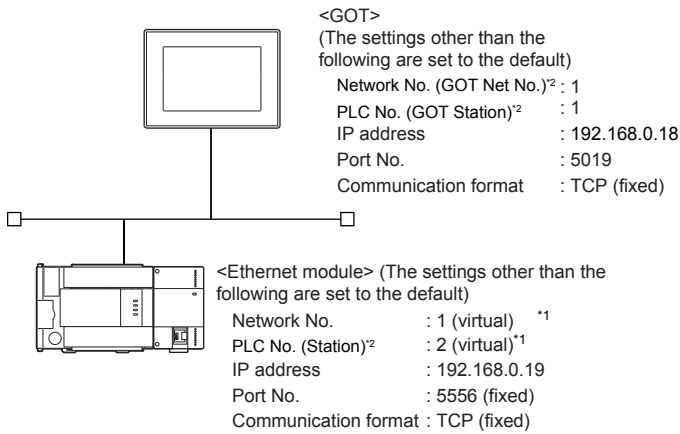 <GOT>
(The settings other than the
following are set to the default)
Network No. (GOT Net No.)*2 : 1
PLC No. (GOT Station)*2 : 1
IP address : 192.168.0.18
Port No. : 5019
Communication format : TCP (fixed)
<Ethernet module> (The settings other than the
following are set to the default)
Network No. : 1 (virtual) *1
PLC No. (Station)*2 : 2 (virtual)*1
IP address : 192.168.0.19
Port No. : 5556 (fixed)
Communication format : TCP (fixed)